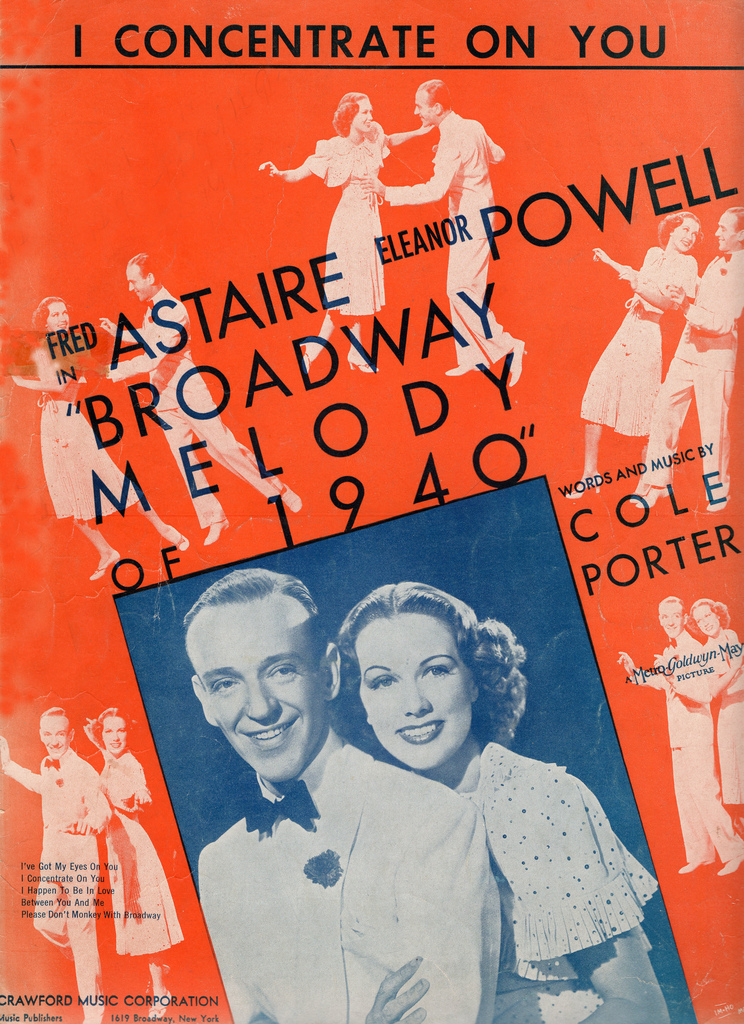 I CONCENTRATE ON YOU
FRED ASTAIRE ELEANOR POWELL
IN
"BROADWAY
MELODY
OF 1940"
WORDS AND MUSIC BY
COLE
PORTER
A Metro-Goldwyn-May
PICTURE
I've Got My Eyes On You
I Concentrate On You
I Happen To Be In Love
Between You And Me
Please Don't Monkey With Broadway
CRAWFORD MUSIC CORPORATION
Music Publishers 1619 Broadway, New York